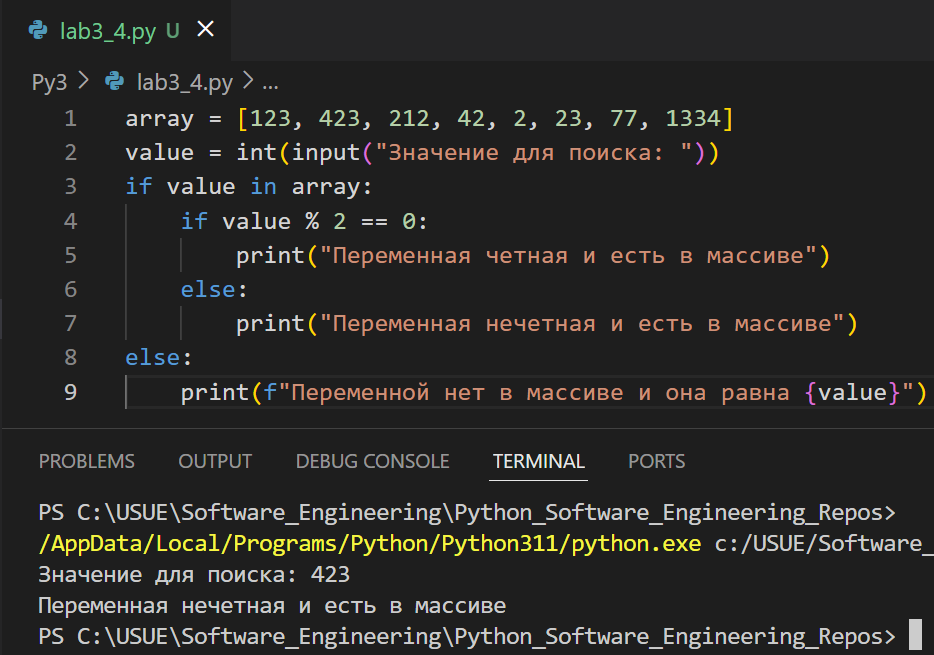 lab3_4.py U ×
Py3 > lab3_4.py > ...
1 array = [123, 423, 212, 42, 2, 23, 77, 1334]
2 value = int(input("Значение для поиска: "))
3 if value in array:
4     if value % 2 == 0:
5         print("Переменная четная и есть в массиве")
6     else:
7         print("Переменная нечетная и есть в массиве")
8 else:
9     print(f"Переменной нет в массиве и она равна {value}")
PROBLEMS OUTPUT DEBUG CONSOLE TERMINAL PORTS
PS C:\USUE\Software_Engineering\Python_Software_Engineering_Repos>
/AppData/Local/Programs/Python/Python311/python.exe c:/USUE/Software_
Значение для поиска: 423
Переменная нечетная и есть в массиве
PS C:\USUE\Software_Engineering\Python_Software_Engineering_Repos>